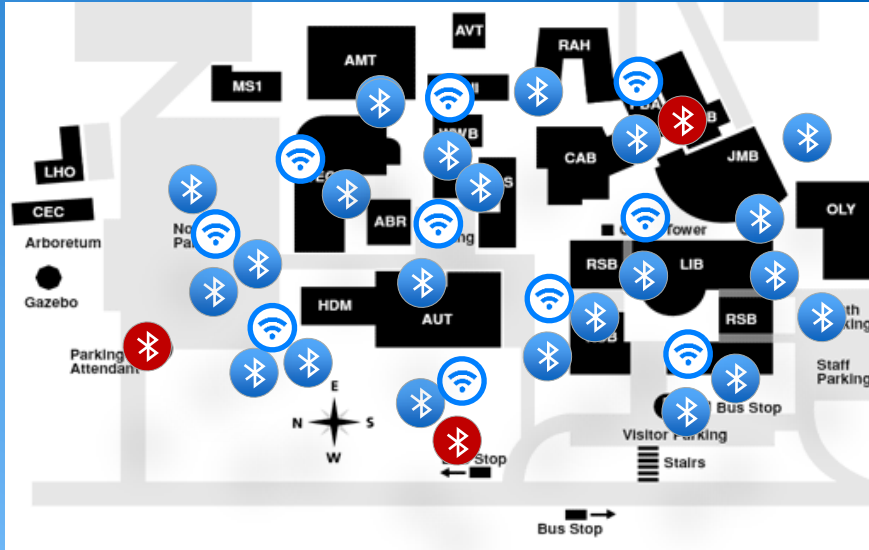 AVT
RAH
AMT
MS1
CAB
JMB
LHO
CEC
ABR
OLY
Arboretum
Tower
RSB
LIB
Gazebo
HDM
AUT
RSB
Parking
Attendant
Staff
Parking
E
N
S
W
Bus Stop
Visitor Parking
Stop
Stairs
Bus Stop